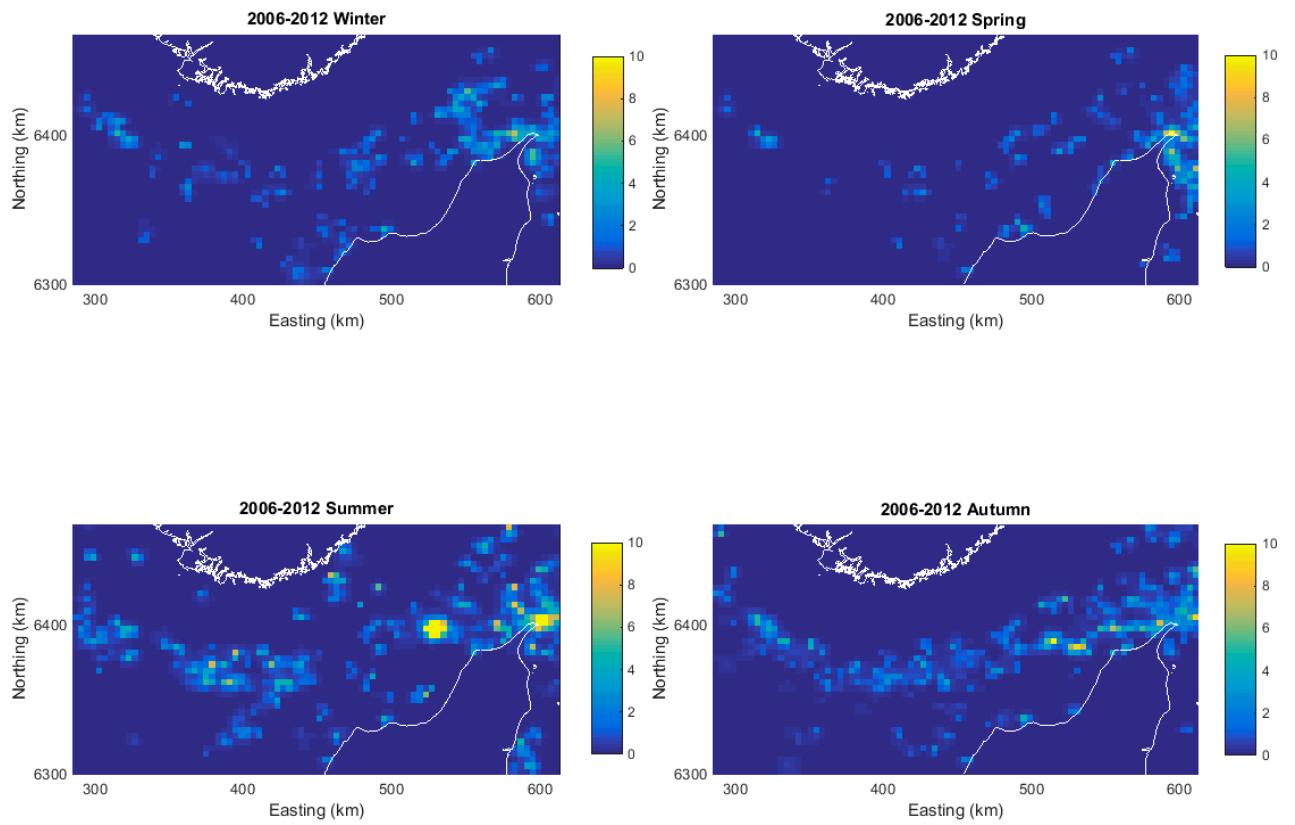 2006-2012 Winter
10
8
6
4
2
0
6400
6300
Northing (km)
300 400 500 600
Easting (km)
2006-2012 Spring
10
8
6
4
2
0
6400
6300
Northing (km)
300 400 500 600
Easting (km)
2006-2012 Summer
10
8
6
4
2
0
6400
6300
Northing (km)
300 400 500 600
Easting (km)
2006-2012 Autumn
10
8
6
4
2
0
6400
6300
Northing (km)
300 400 500 600
Easting (km)